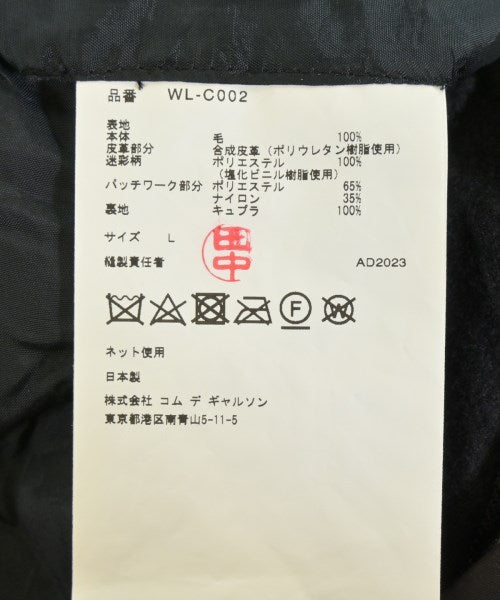 品番 WL-C002
表地
本体 毛 100%
皮革部分 合成皮革（ポリウレタン樹脂使用）
迷彩柄 ポリエステル 100%
（塩化ビニル樹脂使用）
パッチワーク部分 ポリエステル 65%
ナイロン 35%
裏地 キュプラ 100%
サイズ L
田中
縫製責任者 AD2023
F W
ネット使用
日本製
株式会社 コム デ ギャルソン
東京都港区南青山5-11-5